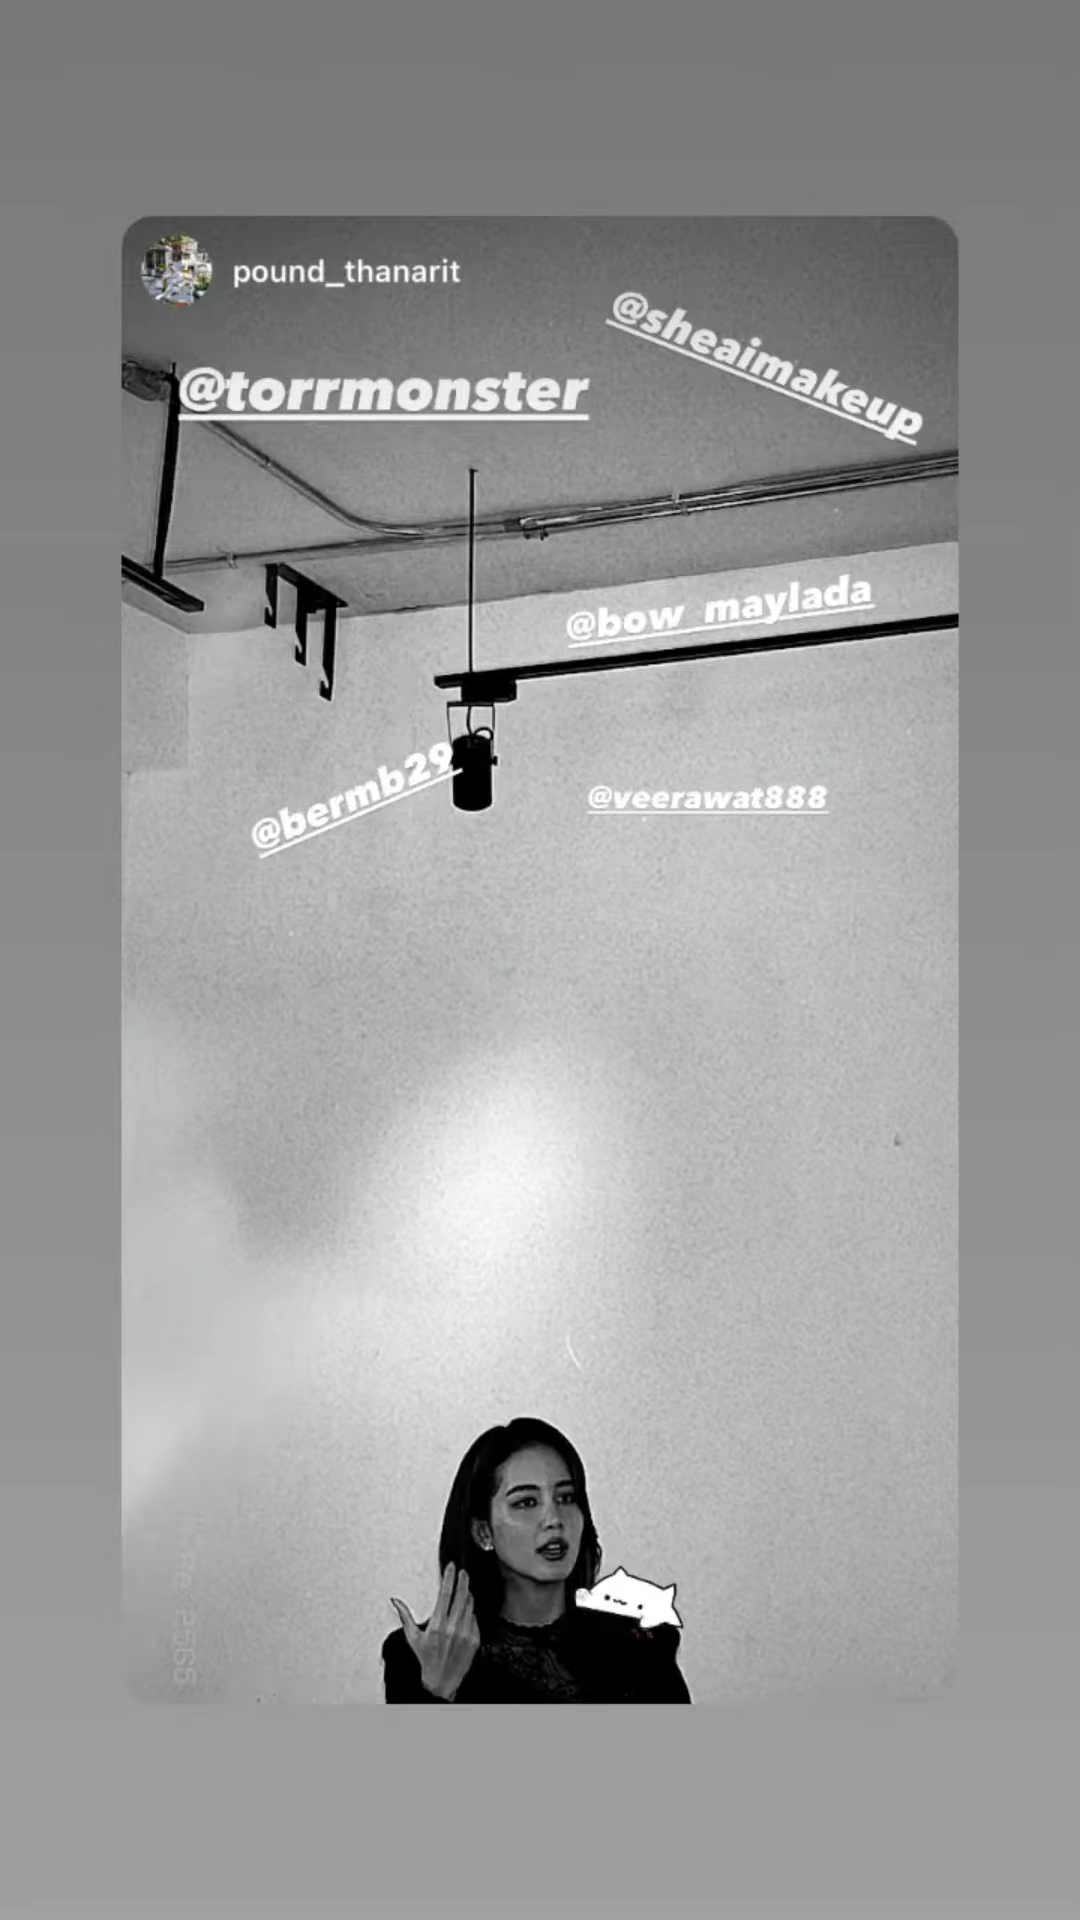 pound_thanarit
@sheaimakeup
@torrmonster
@bow_maylada
@bermb29
@veerawat888